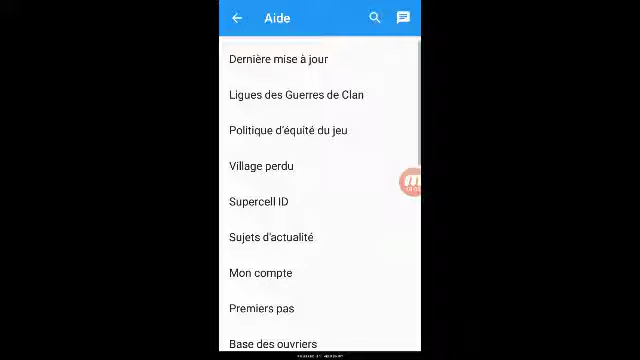 Aide
Dernière mise à jour
Ligues des Guerres de Clan
Politique d'équité du jeu
Village perdu
Supercell ID
Sujets d'actualité
Mon compte
Premiers pas
Base des ouvriers